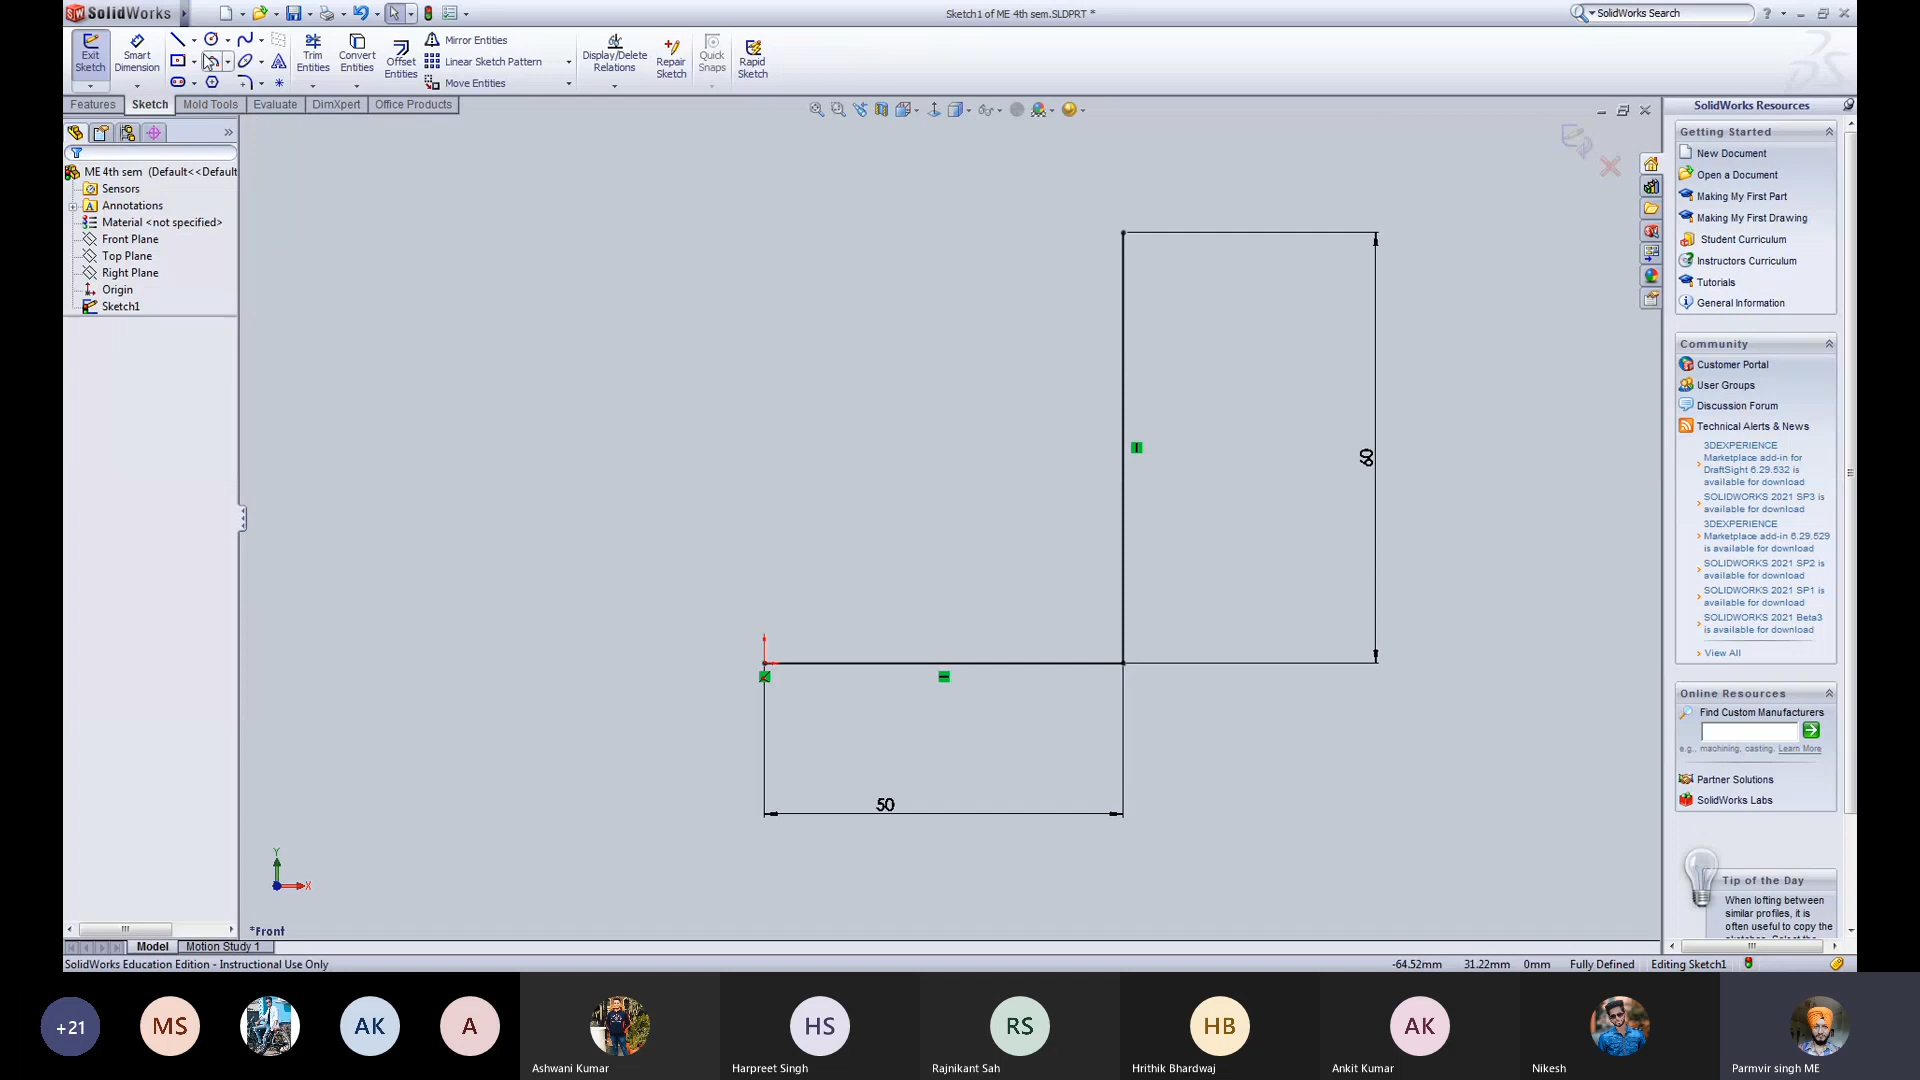 SolidWorks
Sketch1 of ME 4th sem.SLDPRT *
SolidWorks Search
Exit Sketch
Smart Dimension
Trim Entities
Convert Entities
Offset Entities
Mirror Entities
Linear Sketch Pattern
Move Entities
Display/Delete Relations
Repair Sketch
Quick Snaps
Rapid Sketch
Features
Sketch
Mold Tools
Evaluate
DimXpert
Office Products
ME 4th sem (Default<<Default
Sensors
Annotations
Material <not specified>
Front Plane
Top Plane
Right Plane
Origin
Sketch1
60
50
Y
X
*Front
SolidWorks Resources
Getting Started
New Document
Open a Document
Making My First Part
Making My First Drawing
Student Curriculum
Instructors Curriculum
Tutorials
General Information
Community
Customer Portal
User Groups
Discussion Forum
Technical Alerts & News
3DEXPERIENCE
Marketplace add-in for
DraftSight 6.29.532 is
available for download
SOLIDWORKS 2021 SP3 is
available for download
3DEXPERIENCE
Marketplace add-in 6.29.529
is available for download
SOLIDWORKS 2021 SP2 is
available for download
SOLIDWORKS 2021 SP1 is
available for download
SOLIDWORKS 2021 Beta3
is available for download
View All
Online Resources
Find Custom Manufacturers
e.g., machining, casting. Learn More
Partner Solutions
SolidWorks Labs
Tip of the Day
When lofting between
similar profiles, it is
often useful to copy the
Model
Motion Study 1
SolidWorks Education Edition - Instructional Use Only
-64.52mm
31.22mm
0mm
Fully Defined
Editing Sketch1
+21
MS
AK
A
Ashwani Kumar
HS
Harpreet Singh
RS
Rajnikant Sah
HB
Hrithik Bhardwaj
AK
Ankit Kumar
Nikesh
Parmvir singh ME